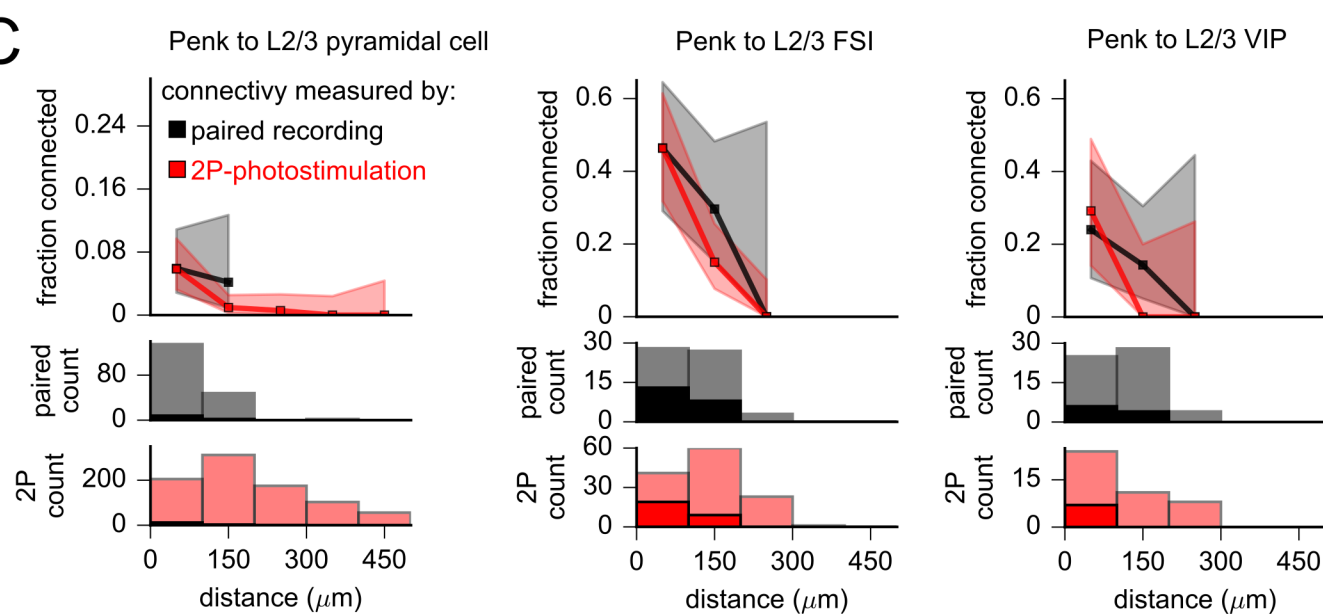 C
Penk to L2/3 pyramidal cell
connectivy measured by:
paired recording
2P-photostimulation
fraction connected
0.24
0.16
0.08
0
paired
count
80
0
2P
count
200
0
0 150 300 450
distance (μm)
Penk to L2/3 FSI
fraction connected
0.6
0.4
0.2
0
paired
count
30
15
0
2P
count
60
30
0
0 150 300 450
distance (μm)
Penk to L2/3 VIP
fraction connected
0.6
0.4
0.2
0
paired
count
30
15
0
2P
count
15
0
0 150 300 450
distance (μm)